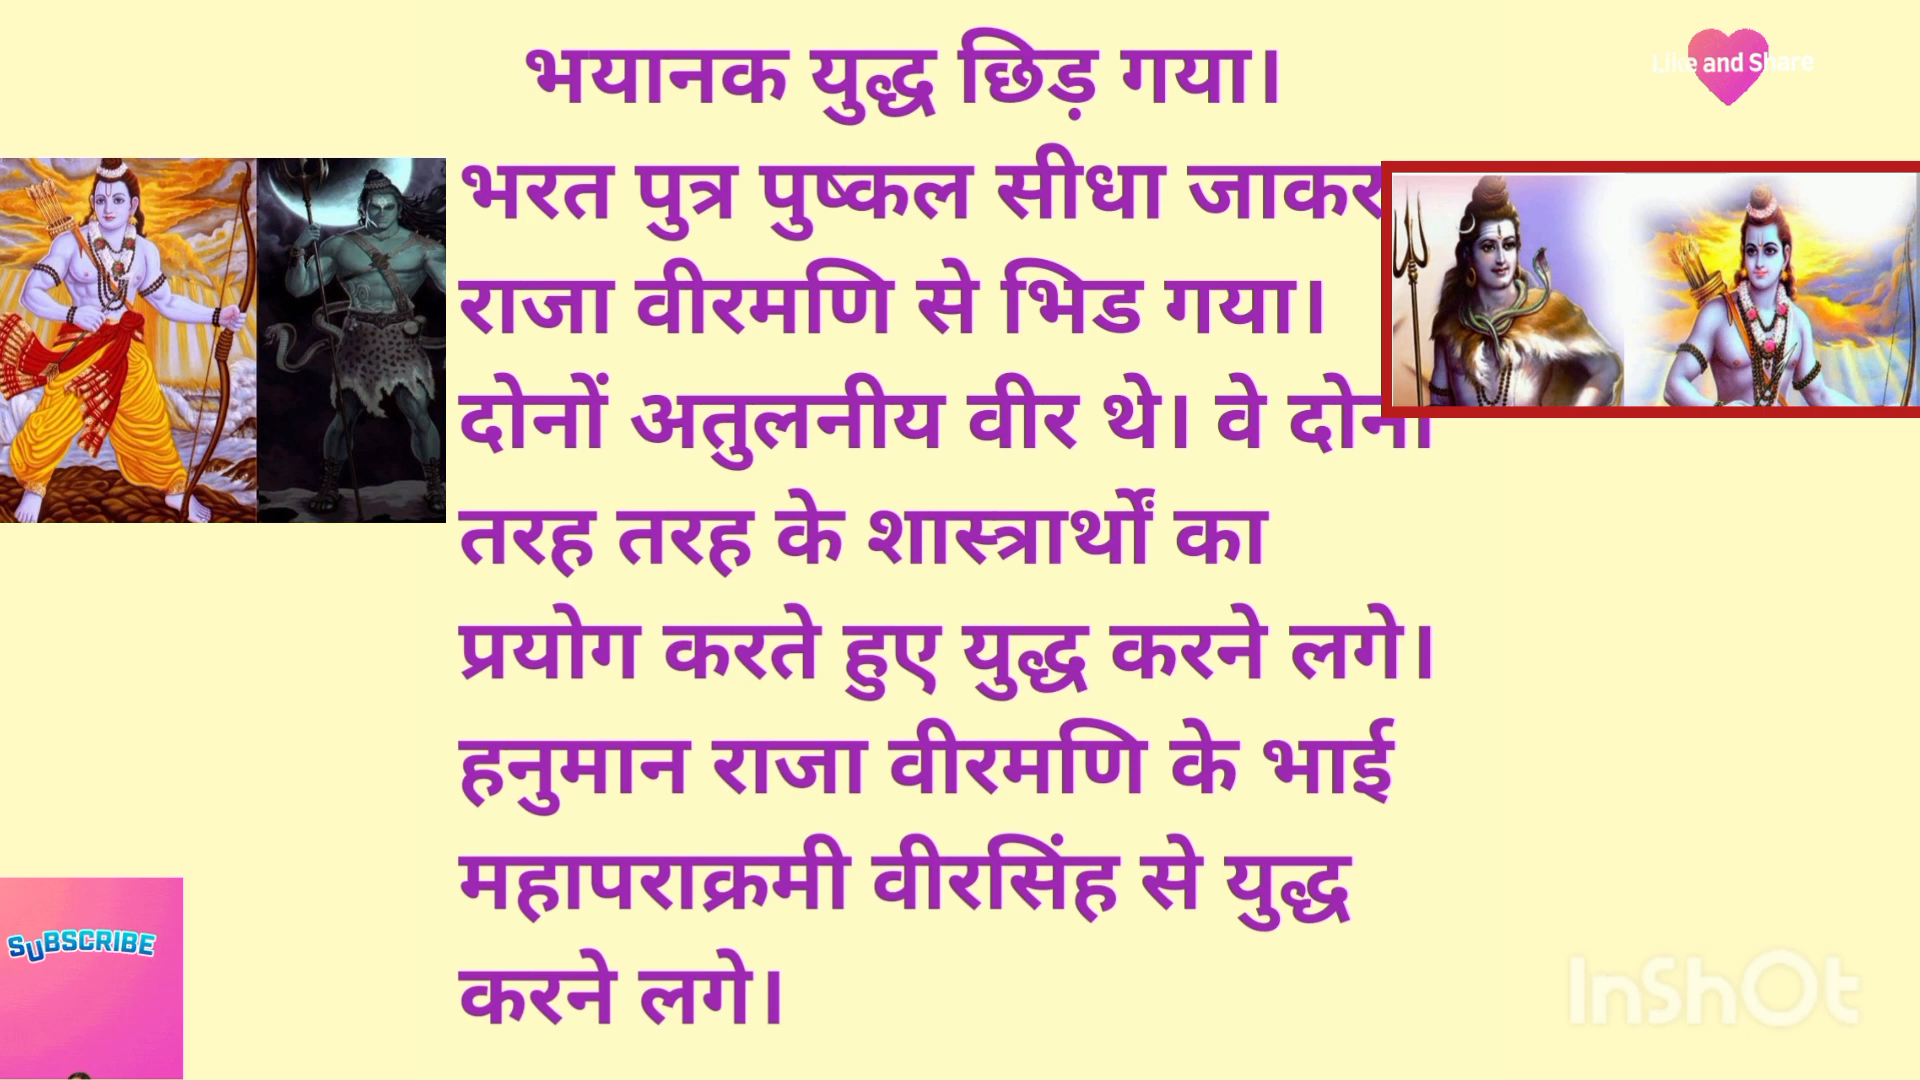 भयानक युद्ध छिड़ गया।
Like and Share
भरत पुत्र पुष्कल सीधा जाकर
राजा वीरमणि से भिड गया।
दोनों अतुलनीय वीर थे। वे दोनों
तरह तरह के शास्त्रार्थों का
प्रयोग करते हुए युद्ध करने लगे।
हनुमान राजा वीरमणि के भाई
महापराक्रमी वीरसिंह से युद्ध
करने लगे।
SUBSCRIBE
InShOt